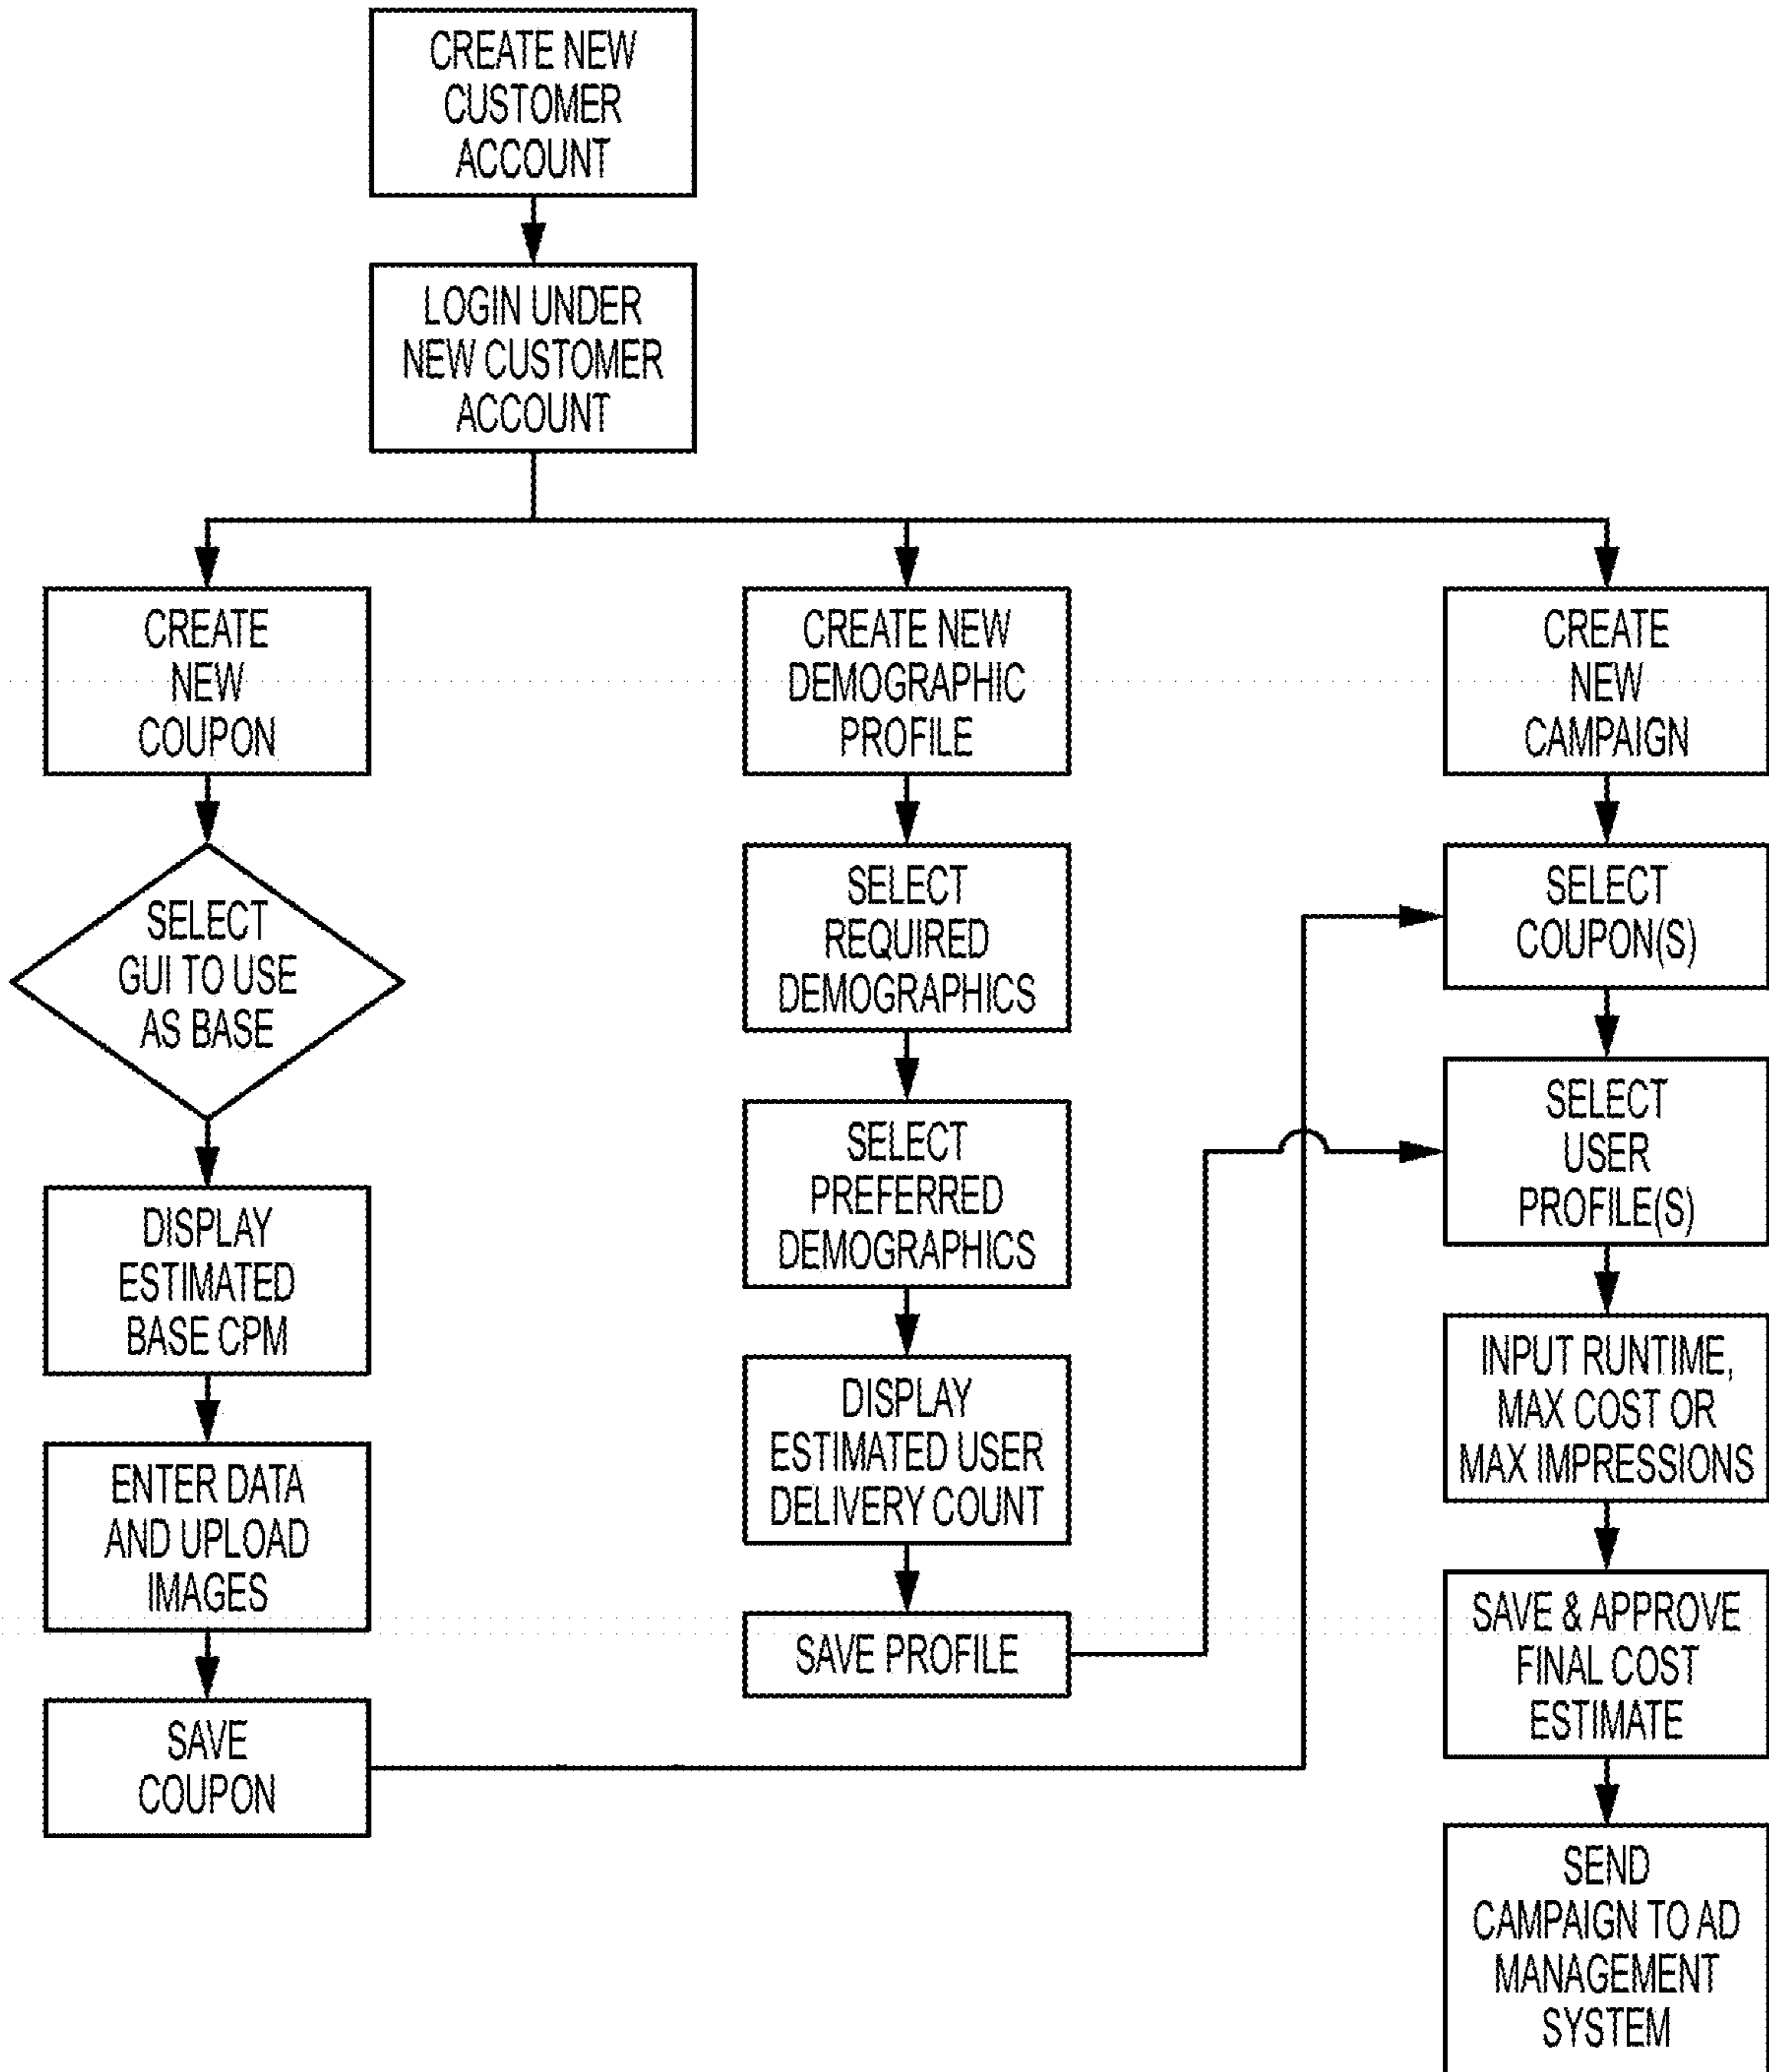 CREATE NEW
CUSTOMER
ACCOUNT
LOGIN UNDER
NEW CUSTOMER
ACCOUNT
CREATE
NEW
COUPON
SELECT
GUI TO USE
AS BASE
DISPLAY
ESTIMATED
BASE CPM
ENTER DATA
AND UPLOAD
IMAGES
SAVE
COUPON
CREATE NEW
DEMOGRAPHIC
PROFILE
SELECT
REQUIRED
DEMOGRAPHICS
SELECT
PREFERRED
DEMOGRAPHICS
DISPLAY
ESTIMATED USER
DELIVERY COUNT
SAVE PROFILE
CREATE
NEW
CAMPAIGN
SELECT
COUPON(S)
SELECT
USER
PROFILE(S)
INPUT RUNTIME,
MAX COST OR
MAX IMPRESSIONS
SAVE & APPROVE
FINAL COST
ESTIMATE
SEND
CAMPAIGN TO AD
MANAGEMENT
SYSTEM